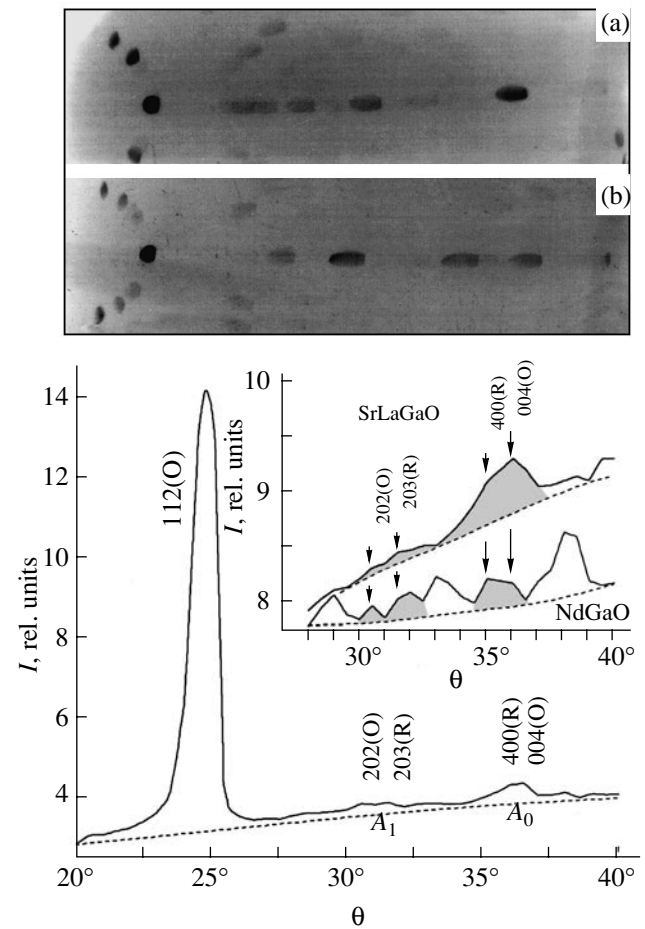 (a)
(b)
14
12
10
8
6
4
I, rel. units
112(O)
10
9
8
I, rel. units
SrLaGaO
202(O)
203(R)
400(R)
004(O)
NdGaO
30°
35°
40°
θ
202(O)
203(R)
400(R)
004(O)
A₁
A₀
20°
25°
30°
35°
40°
θ